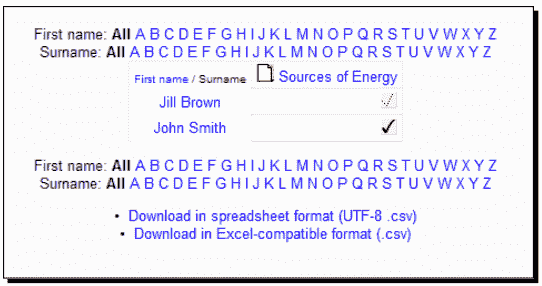 First name: All A B C D E F G H I J K L M N O P Q R S T U V W X Y Z
Surname: All A B C D E F G H I J K L M N O P Q R S T U V W X Y Z
First name / Surname Sources of Energy
Jill Brown
John Smith
First name: All A B C D E F G H I J K L M N O P Q R S T U V W X Y Z
Surname: All A B C D E F G H I J K L M N O P Q R S T U V W X Y Z
• Download in spreadsheet format (UTF-8 .csv)
• Download in Excel-compatible format (.csv)